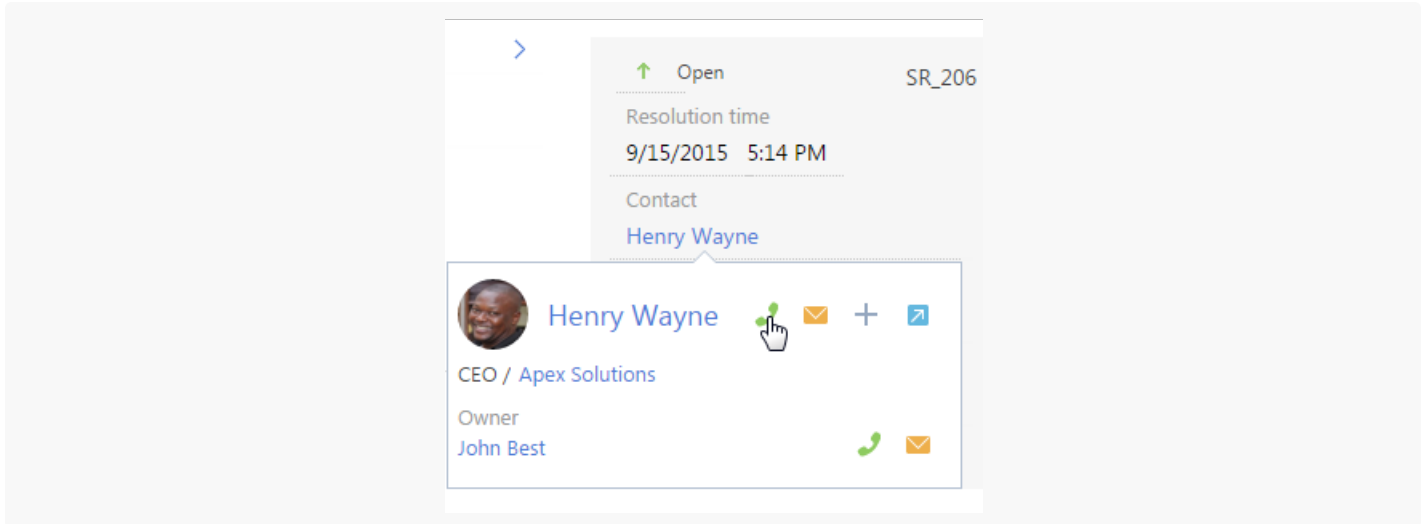 Open SR_206
Resolution time
9/15/2015 5:14 PM
Contact
Henry Wayne
Henry Wayne
CEO / Apex Solutions
Owner
John Best